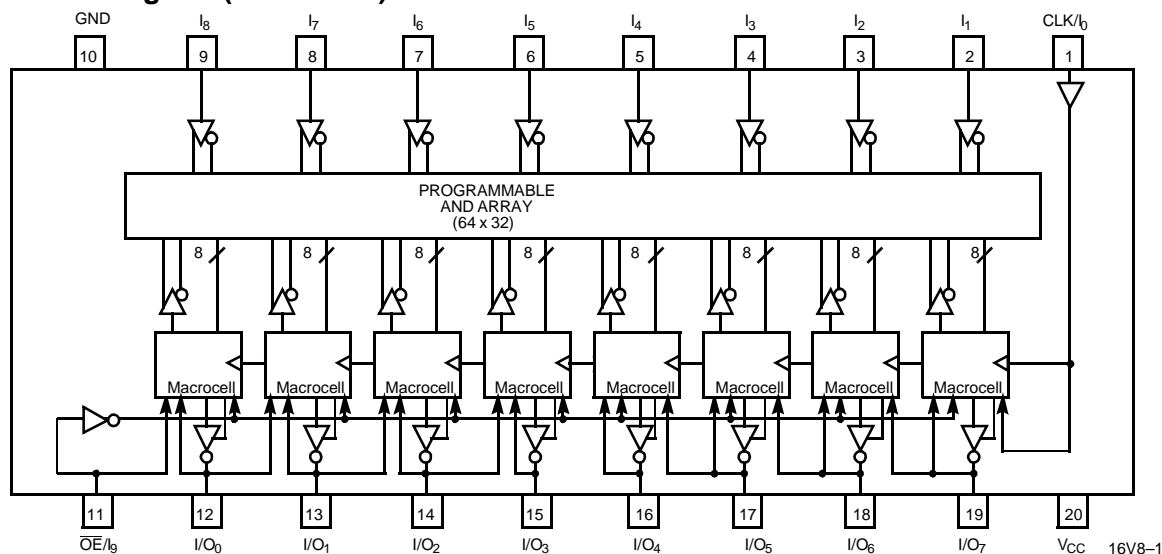 GND I8 I7 I6 I5 I4 I3 I2 I1 CLK/I0
10 9 8 7 6 5 4 3 2 1
PROGRAMMABLE
AND ARRAY
(64 x 32)
8 8 8 8 8 8 8 8
Macrocell Macrocell Macrocell Macrocell Macrocell Macrocell Macrocell Macrocell
11 12 13 14 15 16 17 18 19 20
OE/I9 I/O0 I/O1 I/O2 I/O3 I/O4 I/O5 I/O6 I/O7 VCC 16V8–1